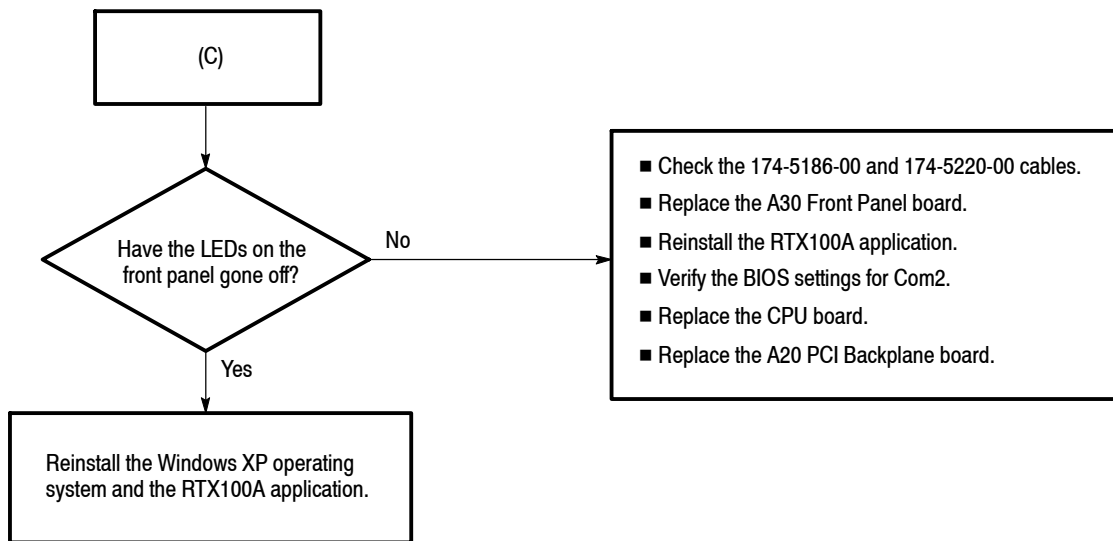 (C)
Have the LEDs on the
front panel gone off?
No
■ Check the 174-5186-00 and 174-5220-00 cables.
■ Replace the A30 Front Panel board.
■ Reinstall the RTX100A application.
■ Verify the BIOS settings for Com2.
■ Replace the CPU board.
■ Replace the A20 PCI Backplane board.
Yes
Reinstall the Windows XP operating
system and the RTX100A application.